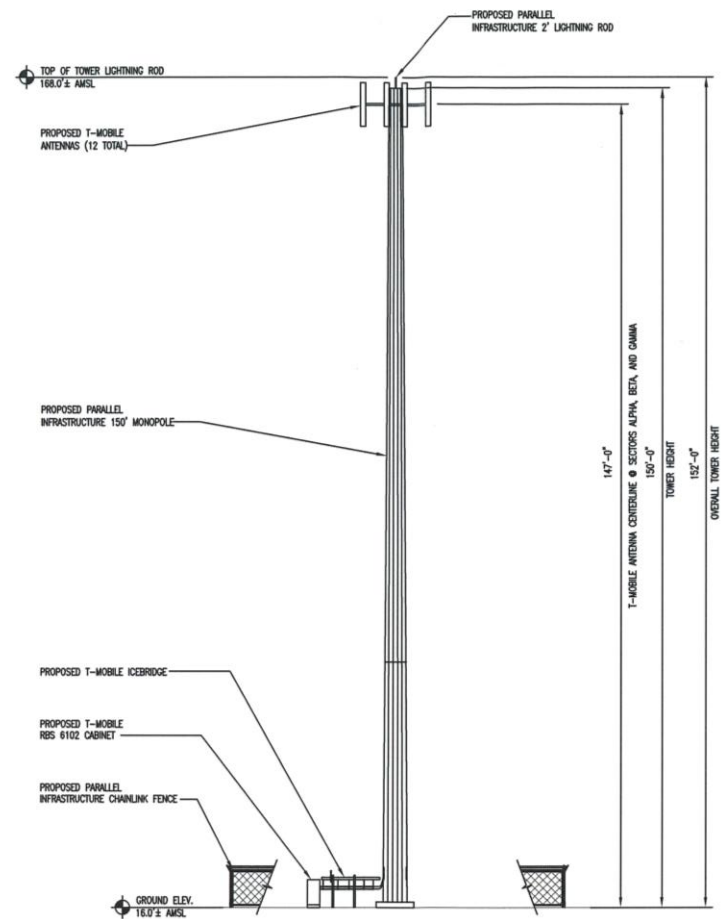 PROPOSED PARALLEL
INFRASTRUCTURE 2' LIGHTNING ROD
TOP OF TOWER LIGHTNING ROD
168.0'± AMSL
PROPOSED T-MOBILE
ANTENNAS (12 TOTAL)
PROPOSED PARALLEL
INFRASTRUCTURE 150' MONOPOLE
147'-0"
T-MOBILE ANTENNA CENTERLINE @ SECTORS ALPHA, BETA, AND GAMMA
150'-0"
TOWER HEIGHT
152'-0"
OVERALL TOWER HEIGHT
PROPOSED T-MOBILE ICEBRIDGE
PROPOSED T-MOBILE
RBS 6102 CABINET
PROPOSED PARALLEL
INFRASTRUCTURE CHAINLINK FENCE
GROUND ELEV.
16.0'± AMSL